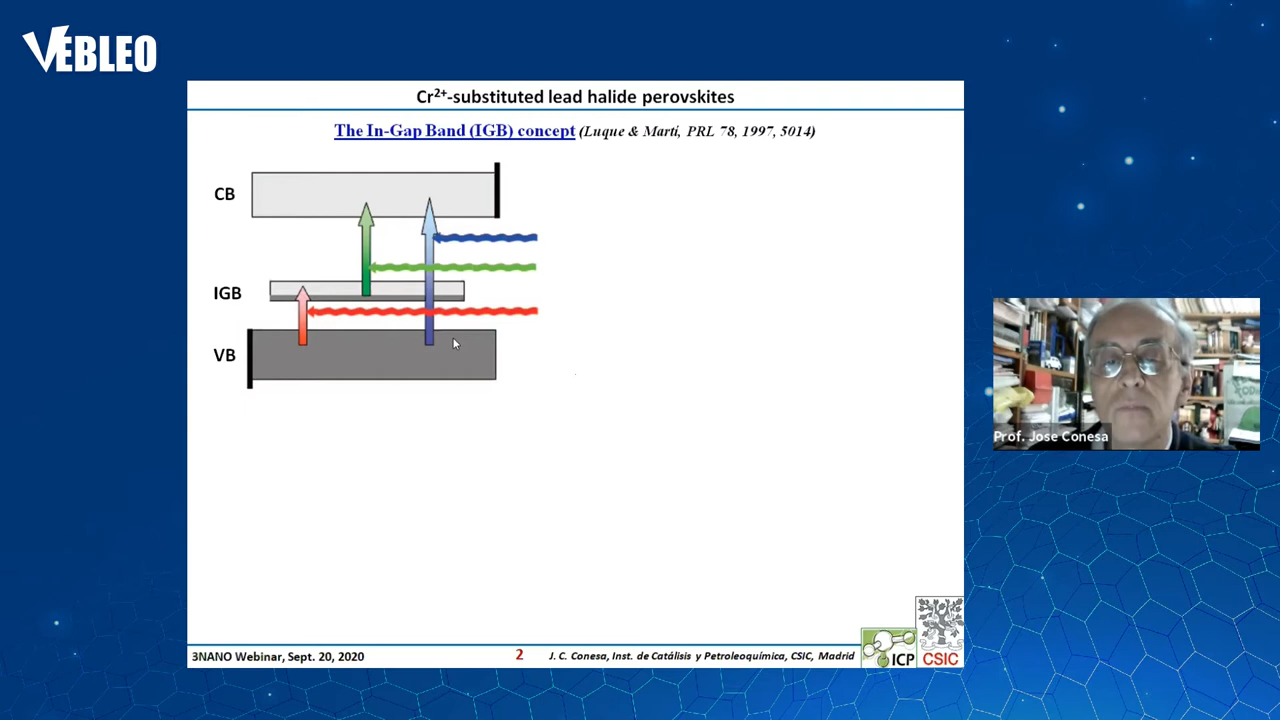 VEBLEO
Cr²⁺-substituted lead halide perovskites
The In-Gap Band (IGB) concept (Luque & Martí, PRL 78, 1997, 5014)
CB
IGB
VB
Prof. Jose Conesa
3NANO Webinar, Sept. 20, 2020
2
J. C. Conesa, Inst. de Catálisis y Petroleoquímica, CSIC, Madrid
ICP
CSIC